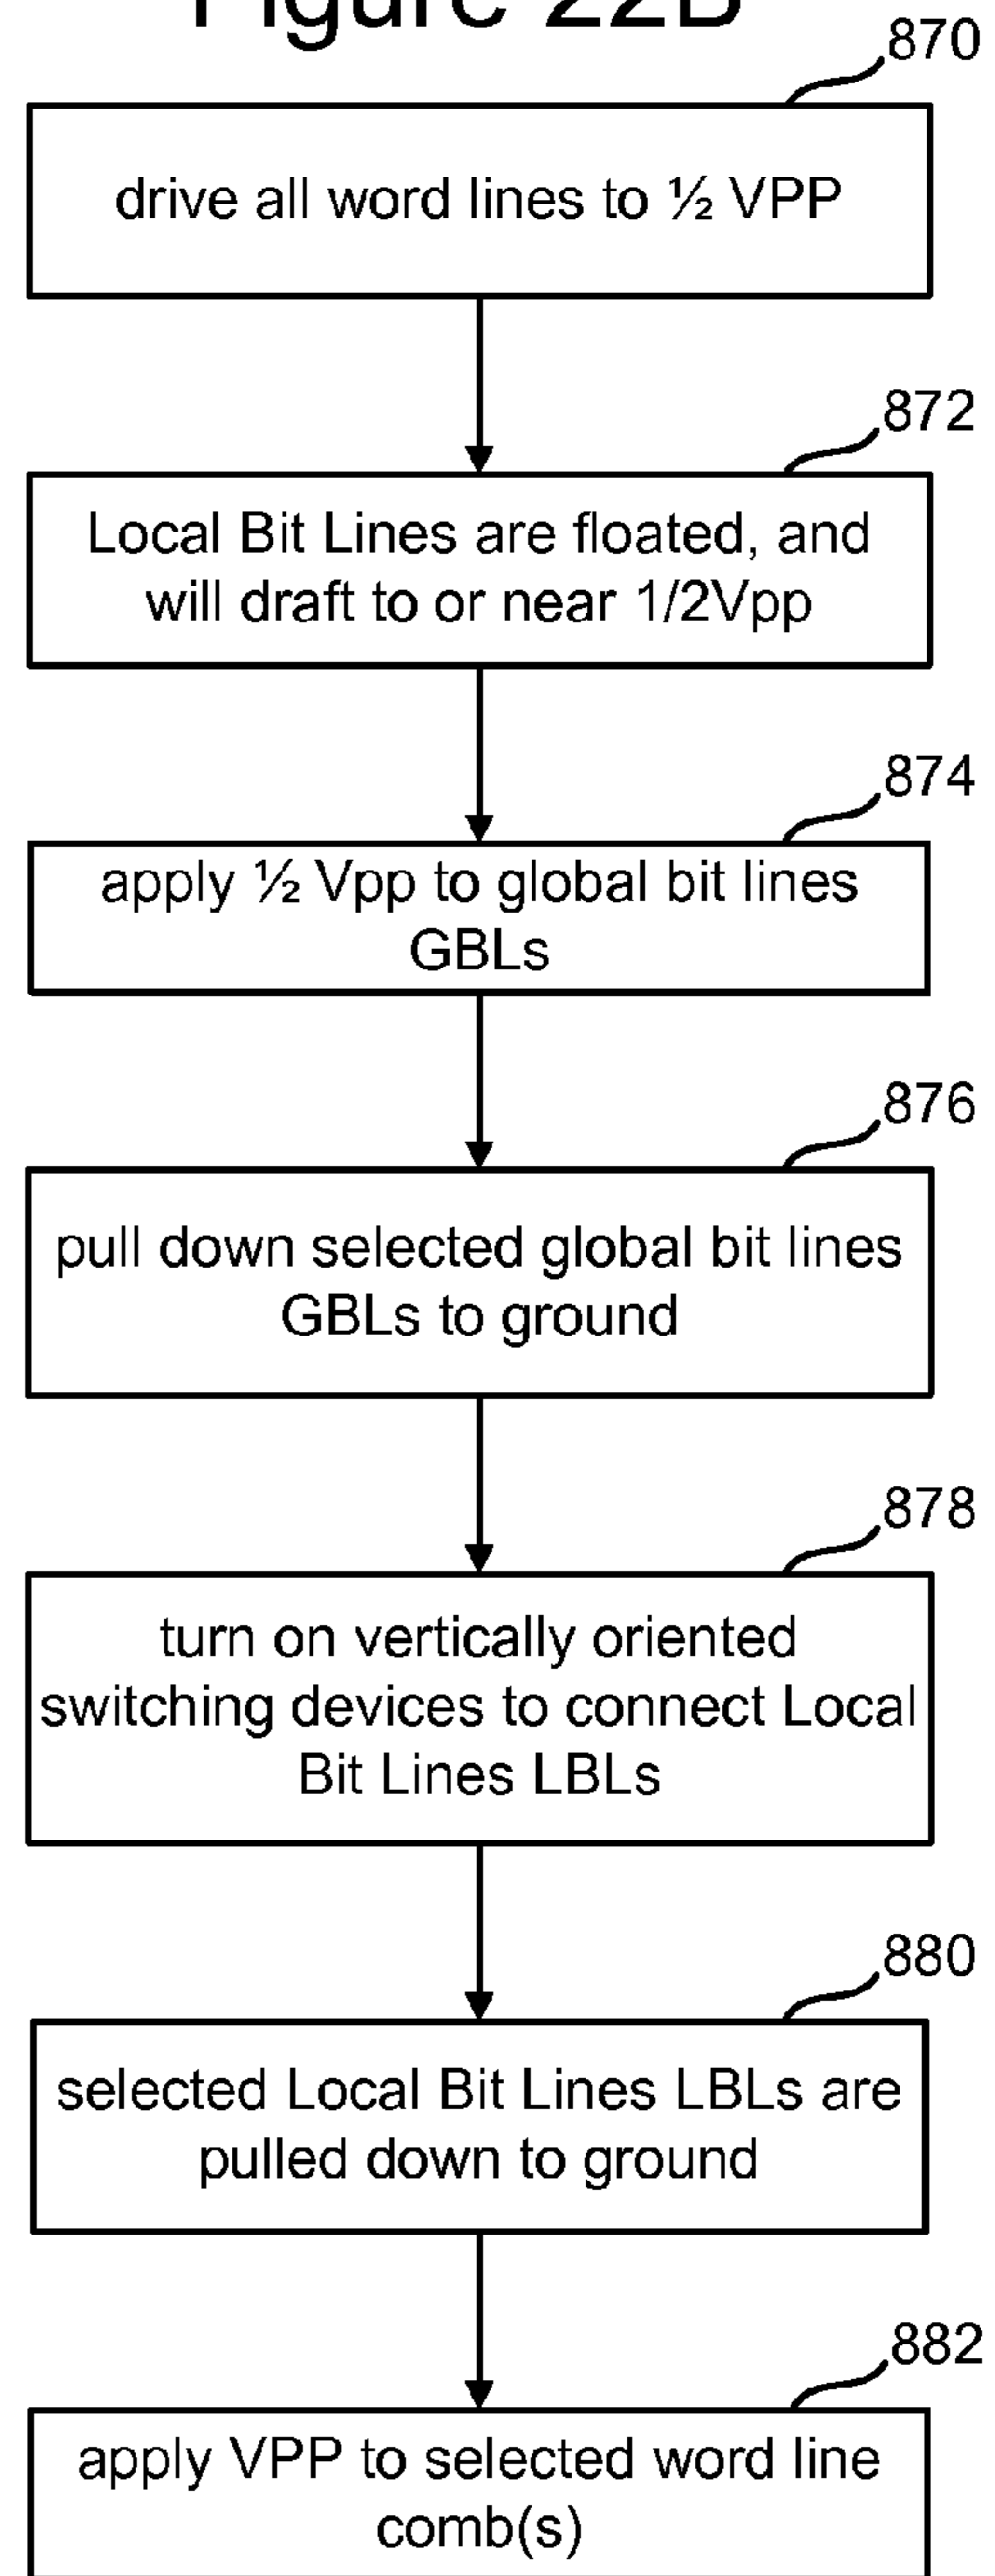 Figure 22B
870
drive all word lines to ½ VPP
872
Local Bit Lines are floated, and
will draft to or near 1/2Vpp
874
apply ½ Vpp to global bit lines
GBLs
876
pull down selected global bit lines
GBLs to ground
878
turn on vertically oriented
switching devices to connect Local
Bit Lines LBLs
880
selected Local Bit Lines LBLs are
pulled down to ground
882
apply VPP to selected word line
comb(s)